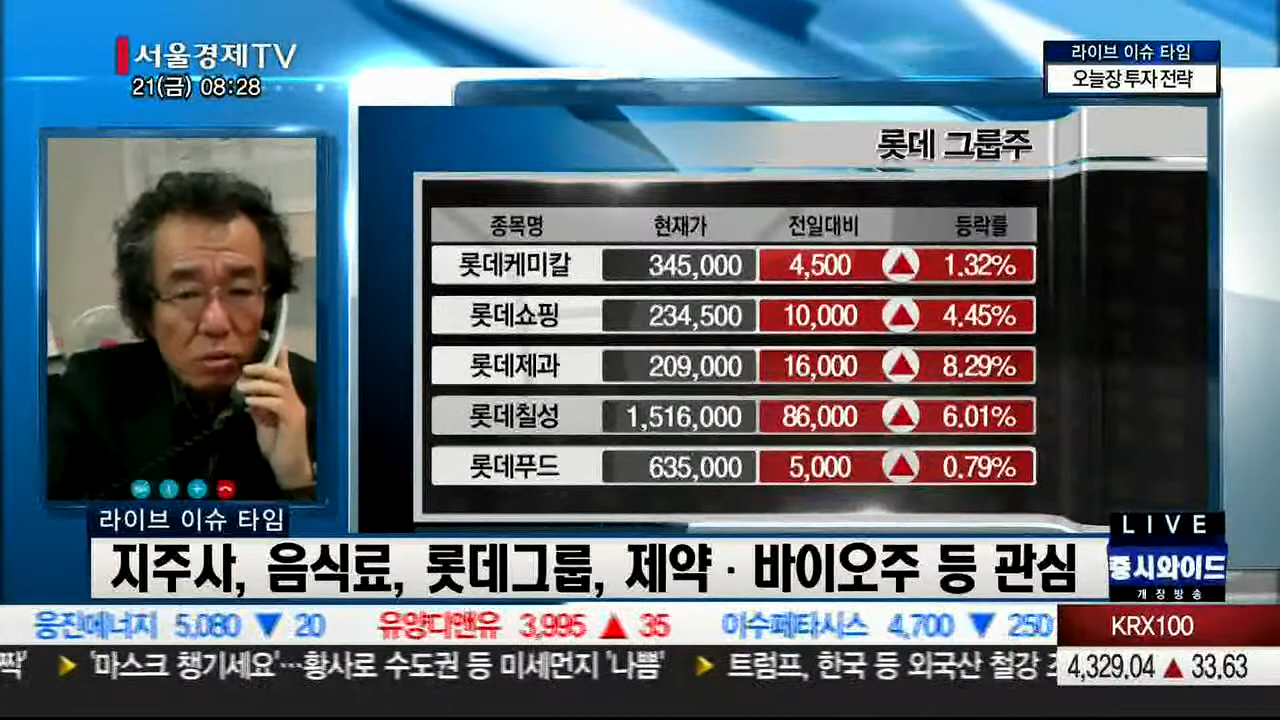 서울경제TV
21(금) 08:28
라이브 이슈 타임
오늘장 투자 전략
롯데 그룹주
종목명 현재가 전일대비 등락률
롯데케미칼 345,000 4,500 ▲ 1.32%
롯데쇼핑 234,500 10,000 ▲ 4.45%
롯데제과 209,000 16,000 ▲ 8.29%
롯데칠성 1,516,000 86,000 ▲ 6.01%
롯데푸드 635,000 5,000 ▲ 0.79%
라이브 이슈 타임
지주사, 음식료, 롯데그룹, 제약·바이오주 등 관심
LIVE
증시와이드
개장방송
웅진에너지 5,080 ▼ 20 유양디앤유 3,995 ▲ 35 이수페타시스 4,700 ▼ 250
KRX100
짝' ▶ '마스크 챙기세요'…황사로 수도권 등 미세먼지 '나쁨' ▶ 트럼프, 한국 등 외국산 철강
4,329.04 ▲ 33.63